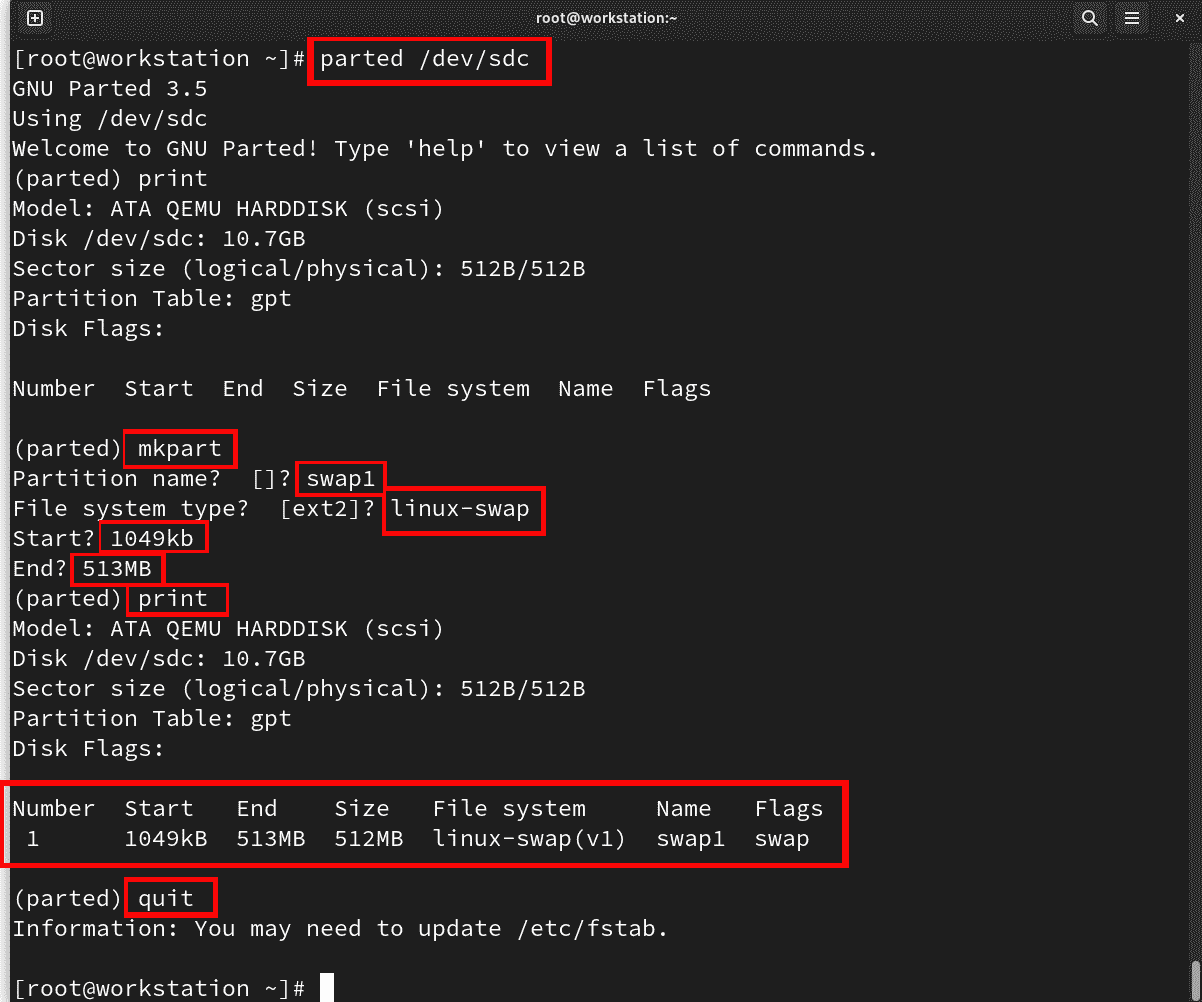 root@workstation:~
[root@workstation ~]# parted /dev/sdc
GNU Parted 3.5
Using /dev/sdc
Welcome to GNU Parted! Type 'help' to view a list of commands.
(parted) print
Model: ATA QEMU HARDDISK (scsi)
Disk /dev/sdc: 10.7GB
Sector size (logical/physical): 512B/512B
Partition Table: gpt
Disk Flags:
Number  Start  End  Size  File system  Name  Flags
(parted) mkpart
Partition name?  []? swap1
File system type?  [ext2]? linux-swap
Start? 1049kb
End? 513MB
(parted) print
Model: ATA QEMU HARDDISK (scsi)
Disk /dev/sdc: 10.7GB
Sector size (logical/physical): 512B/512B
Partition Table: gpt
Disk Flags:
Number  Start   End    Size   File system     Name   Flags
 1      1049kB  513MB  512MB  linux-swap(v1)  swap1  swap
(parted) quit
Information: You may need to update /etc/fstab.
[root@workstation ~]#